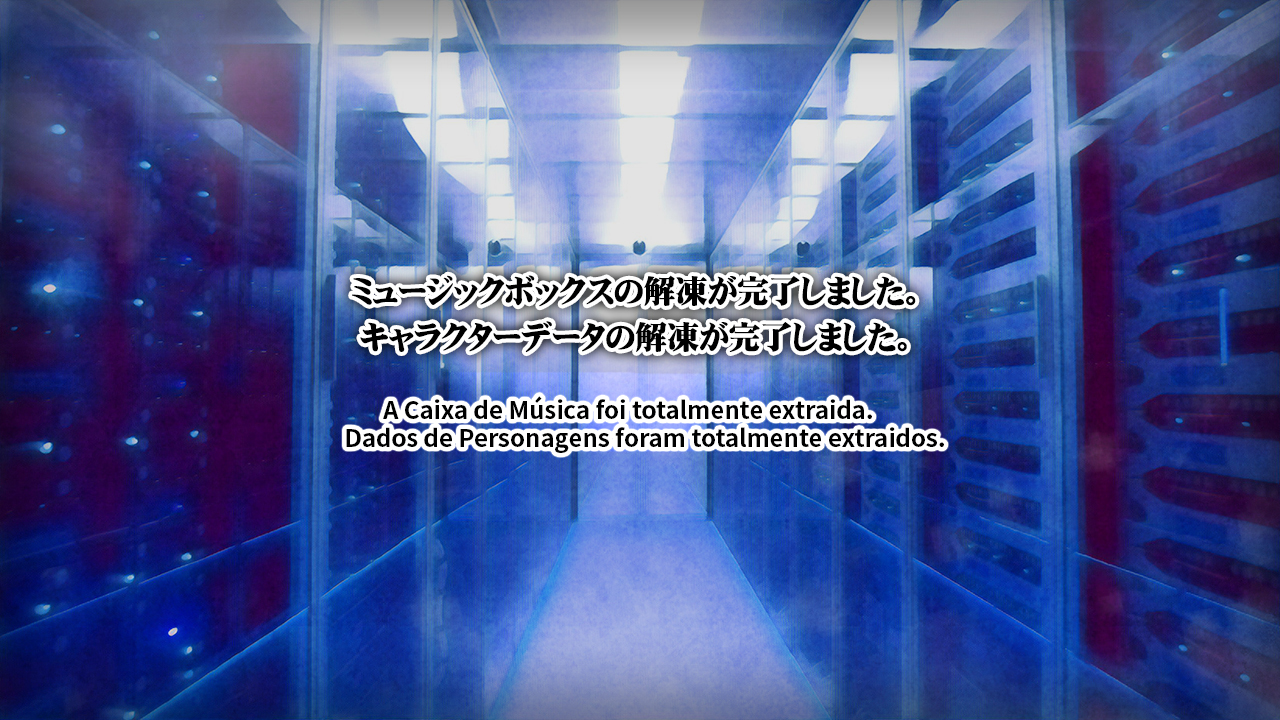 ミュージックボックスの解凍が完了しました。
キャラクターデータの解凍が完了しました。
A Caixa de Música foi totalmente extraida.
Dados de Personagens foram totalmente extraidos.